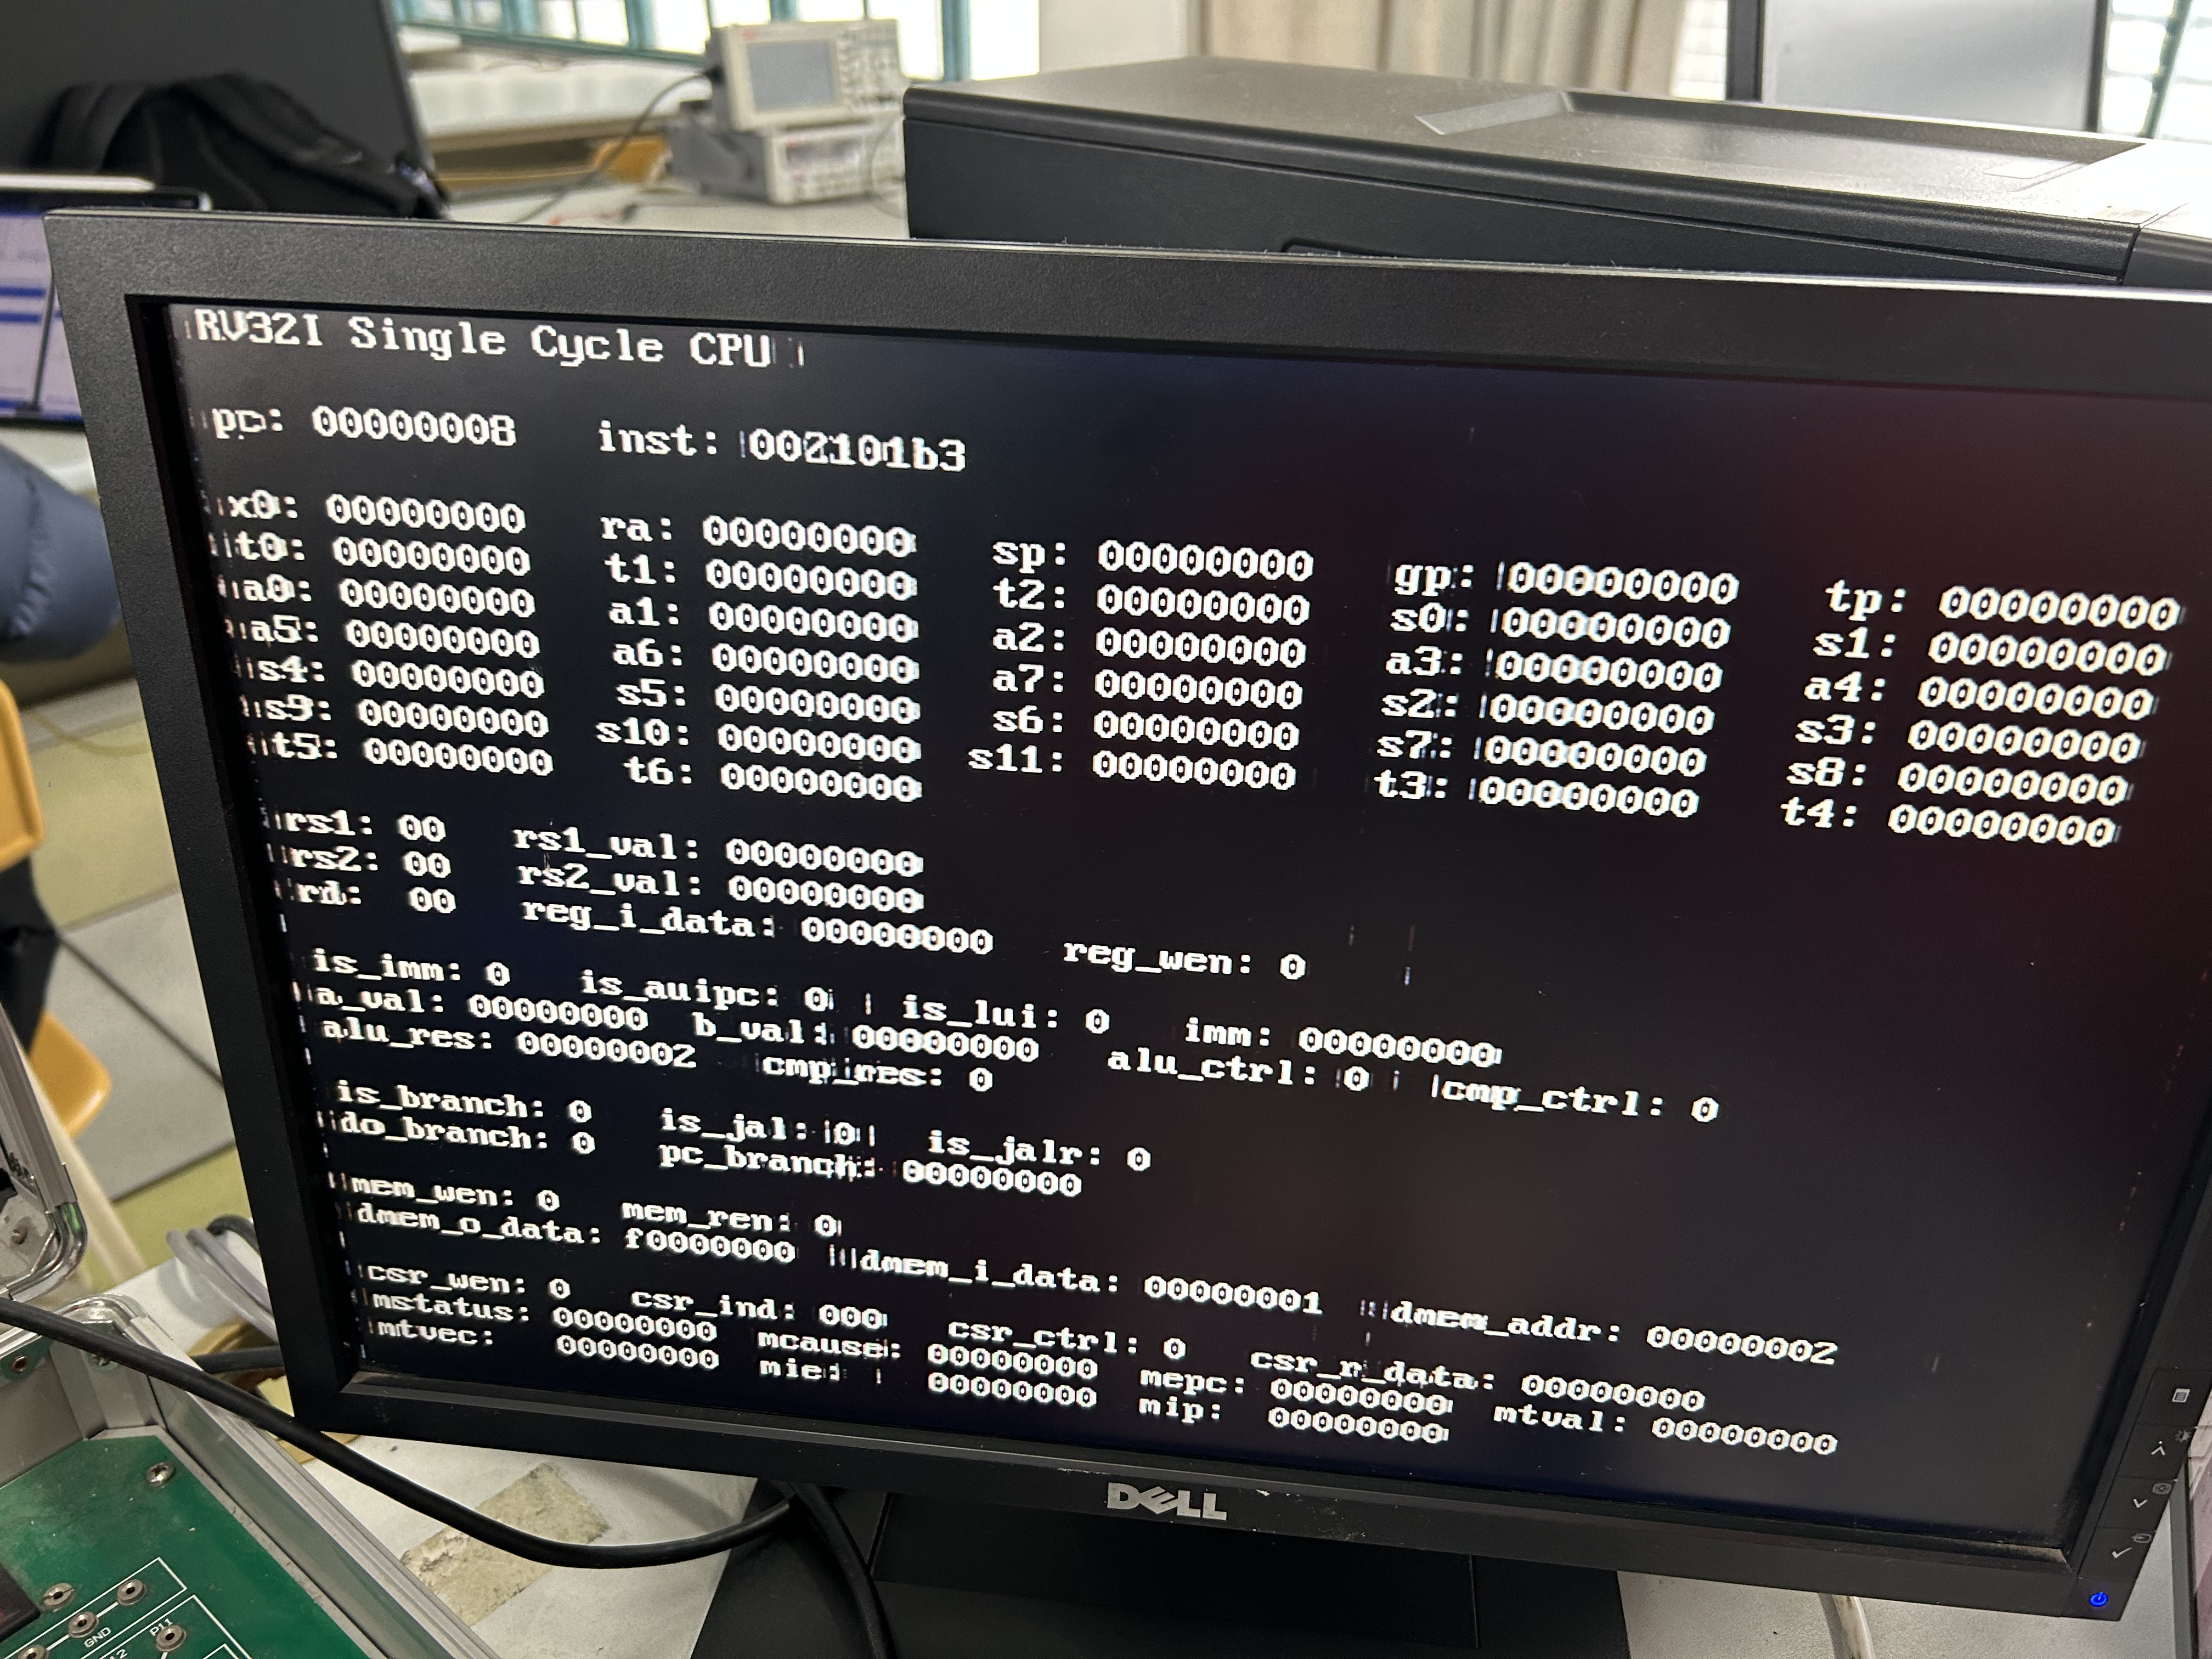 RV32I Single Cycle CPU
pc: 00000008 inst: 002101b3
x0: 00000000 ra: 00000000 sp: 00000000 gp: 00000000 tp: 00000000
t0: 00000000 t1: 00000000 t2: 00000000 s0: 00000000 s1: 00000000
a0: 00000000 a1: 00000000 a2: 00000000 a3: 00000000 a4: 00000000
a5: 00000000 a6: 00000000 a7: 00000000 s2: 00000000 s3: 00000000
s4: 00000000 s5: 00000000 s6: 00000000 s7: 00000000 s8: 00000000
s9: 00000000 s10: 00000000 s11: 00000000 t3: 00000000 t4: 00000000
t5: 00000000 t6: 00000000
rs1: 00 rs1_val: 00000000
rs2: 00 rs2_val: 00000000
rd: 00 reg_i_data: 00000000 reg_wen: 0
is_imm: 0 is_auipc: 0 is_lui: 0 imm: 00000000
a_val: 00000000 b_val: 00000000 alu_ctrl: 0 cmp_ctrl: 0
alu_res: 00000002 cmp_res: 0
is_branch: 0 is_jal: 0 is_jalr: 0
do_branch: 0 pc_branch: 00000000
mem_wen: 0 mem_ren: 0
dmem_o_data: f0000000 dmem_i_data: 00000001 dmem_addr: 00000002
csr_wen: 0 csr_ind: 000 csr_ctrl: 0 csr_r_data: 00000000
mstatus: 00000000 mcause: 00000000 mepc: 00000000 mtval: 00000000
mtvec: 00000000 mie: 00000000 mip: 00000000
DELL
GND
P11